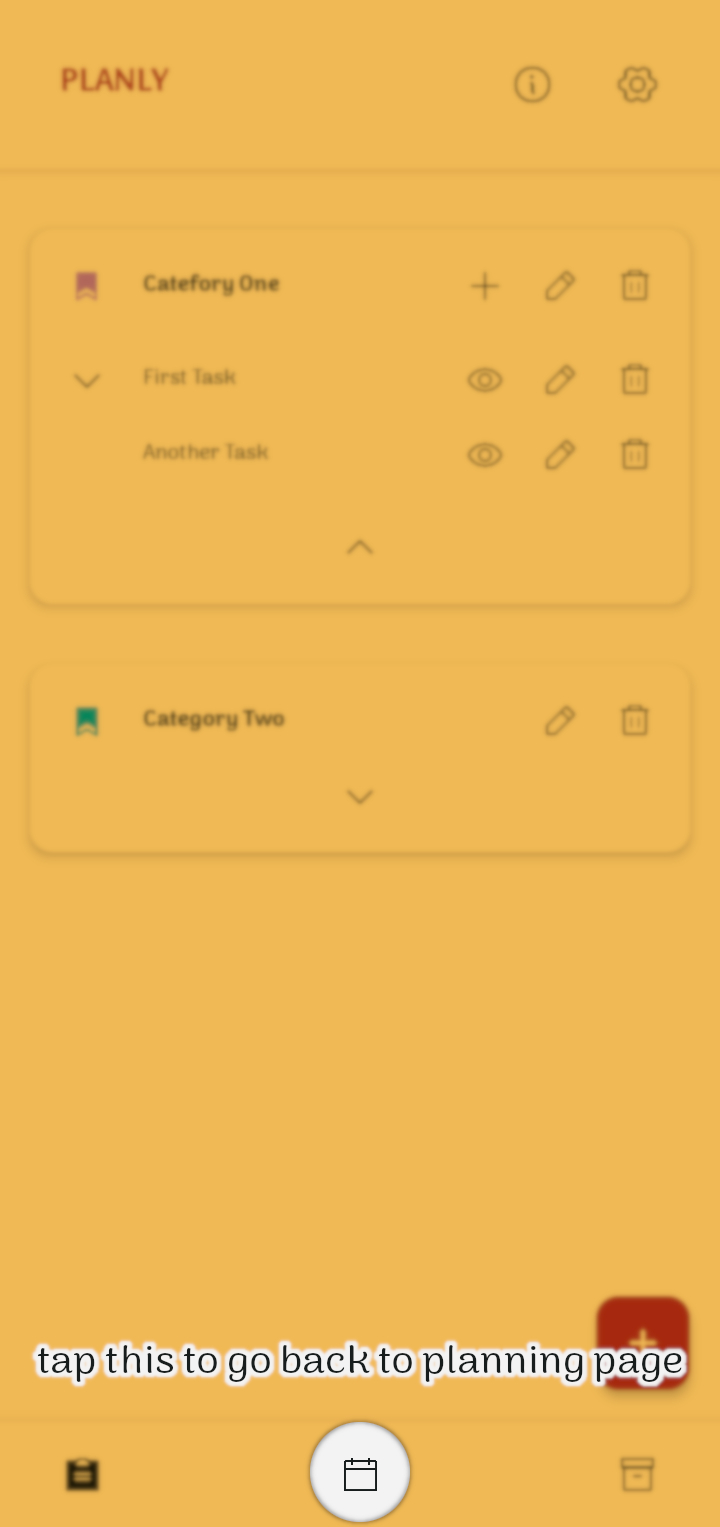 PLANLY
Catefory One
First Task
Another Task
Category Two
tap this to go back to planning page